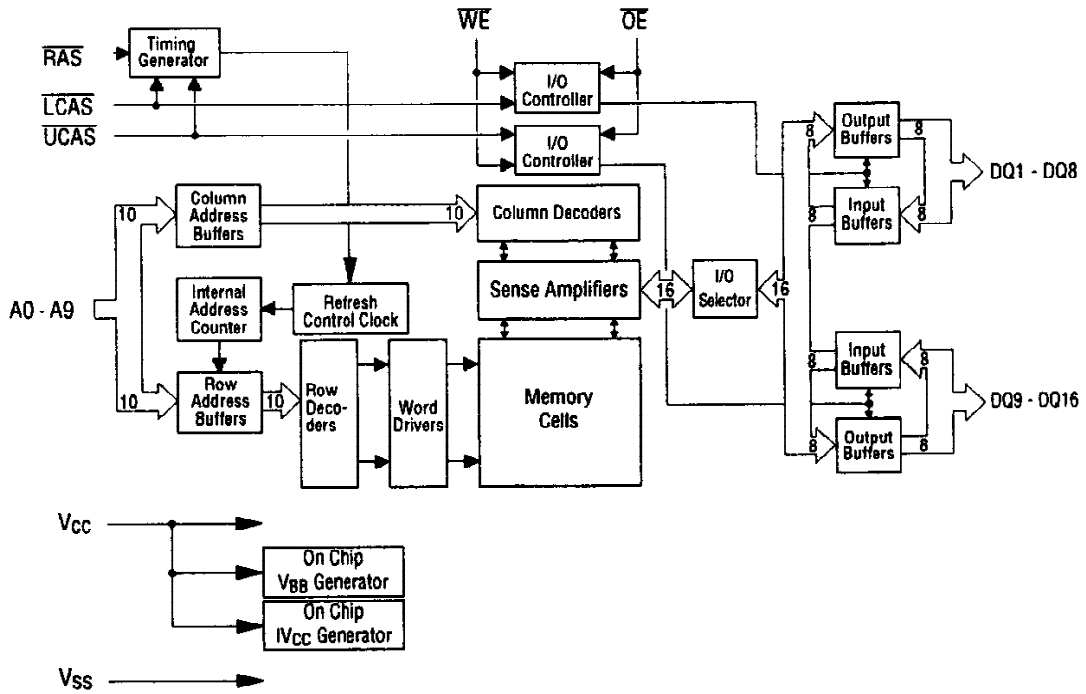 WE
OE
RAS
Timing
Generator
I/O
Controller
LCAS
UCAS
I/O
Controller
8
Output
Buffers
8
DQ1 - DQ8
10
Column
Address
Buffers
10
Column Decoders
8
Input
Buffers
8
A0 - A9
Internal
Address
Counter
Refresh
Control Clock
Sense Amplifiers
16
I/O
Selector
16
10
Row
Address
Buffers
10
Row
Deco-
ders
Word
Drivers
Memory
Cells
8
Input
Buffers
8
DQ9 - DQ16
8
Output
Buffers
8
VCC
On Chip
VBB Generator
On Chip
IVCC Generator
VSS